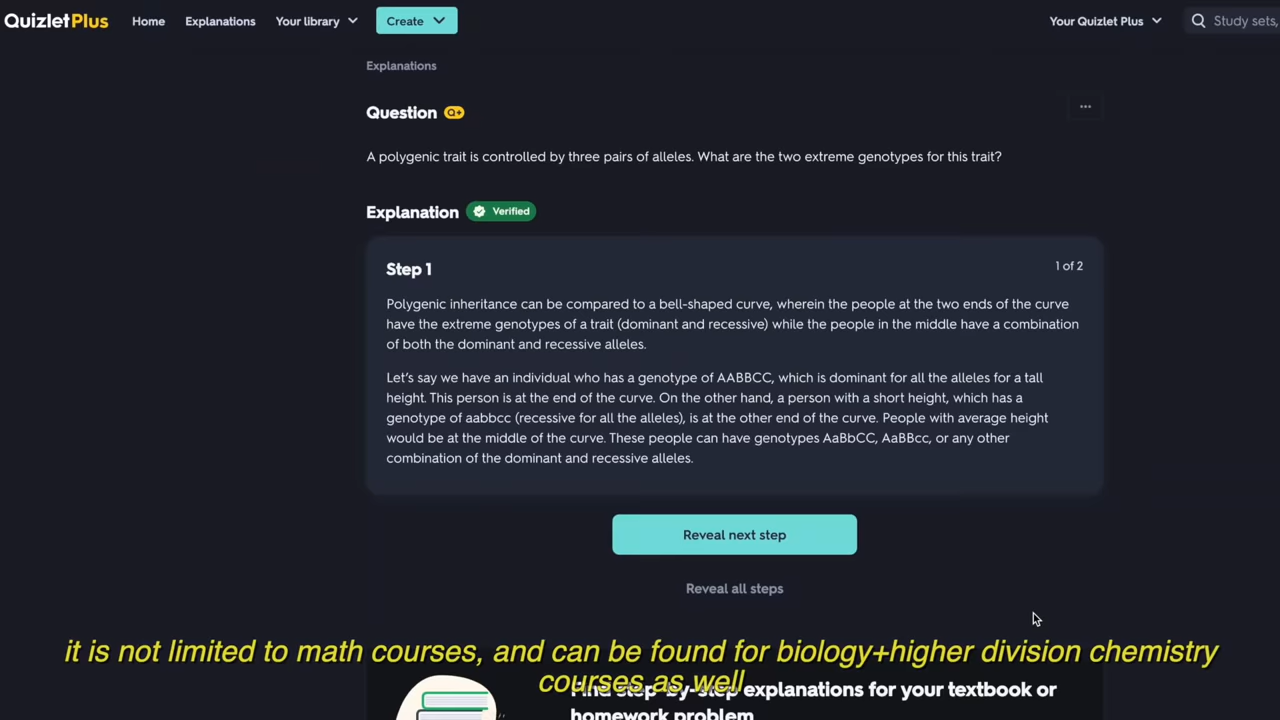 QuizletPlus Home Explanations Your library Create Your Quizlet Plus Study sets,
Explanations
Question Q+
A polygenic trait is controlled by three pairs of alleles. What are the two extreme genotypes for this trait?
Explanation Verified
Step 1 1 of 2
Polygenic inheritance can be compared to a bell-shaped curve, wherein the people at the two ends of the curve
have the extreme genotypes of a trait (dominant and recessive) while the people in the middle have a combination
of both the dominant and recessive alleles.
Let's say we have an individual who has a genotype of AABBCC, which is dominant for all the alleles for a tall
height. This person is at the end of the curve. On the other hand, a person with a short height, which has a
genotype of aabbcc (recessive for all the alleles), is at the other end of the curve. People with average height
would be at the middle of the curve. These people can have genotypes AaBbCC, AaBBcc, or any other
combination of the dominant and recessive alleles.
Reveal next step
Reveal all steps
it is not limited to math courses, and can be found for biology+higher division chemistry
courses as well
step-by-step explanations for your textbook or
homework problem